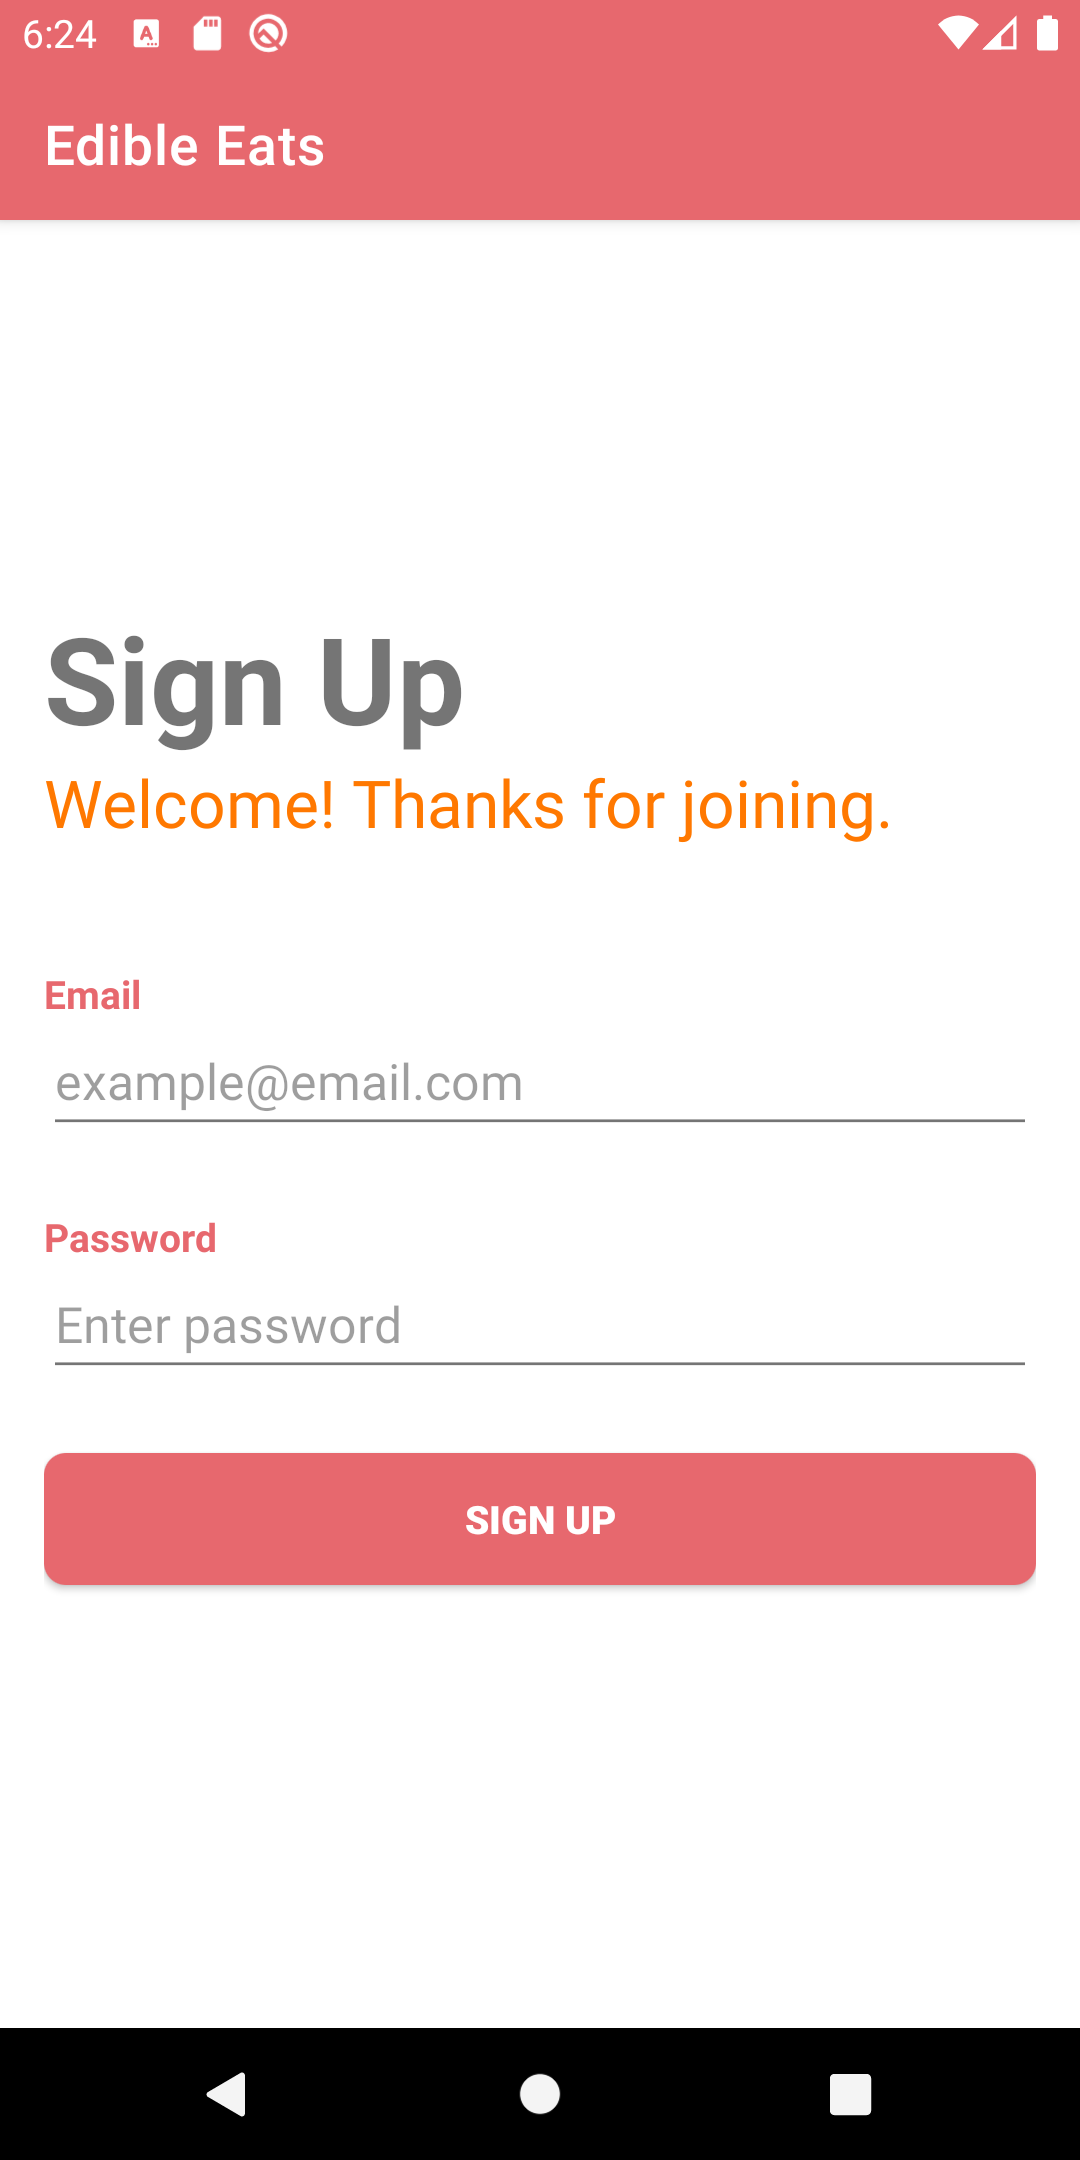 6:24
Edible Eats
Sign Up
Welcome! Thanks for joining.
Email
example@email.com
Password
Enter password
SIGN UP